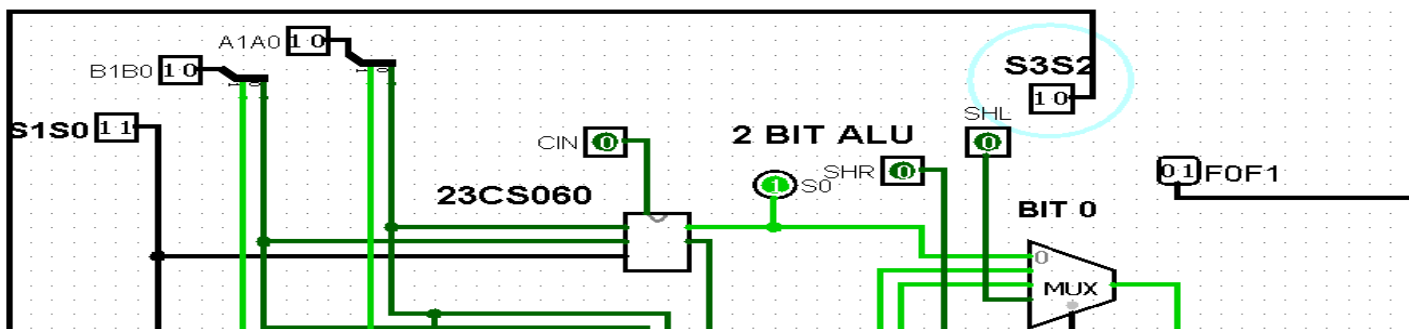 A1A0 1 0
B1B0 1 0
S3S2
1 0
S1S0 1 1
SHL
0
CIN 0
2 BIT ALU
SHR 0
0 1 F0F1
1 S0
23CS060
BIT 0
0
MUX